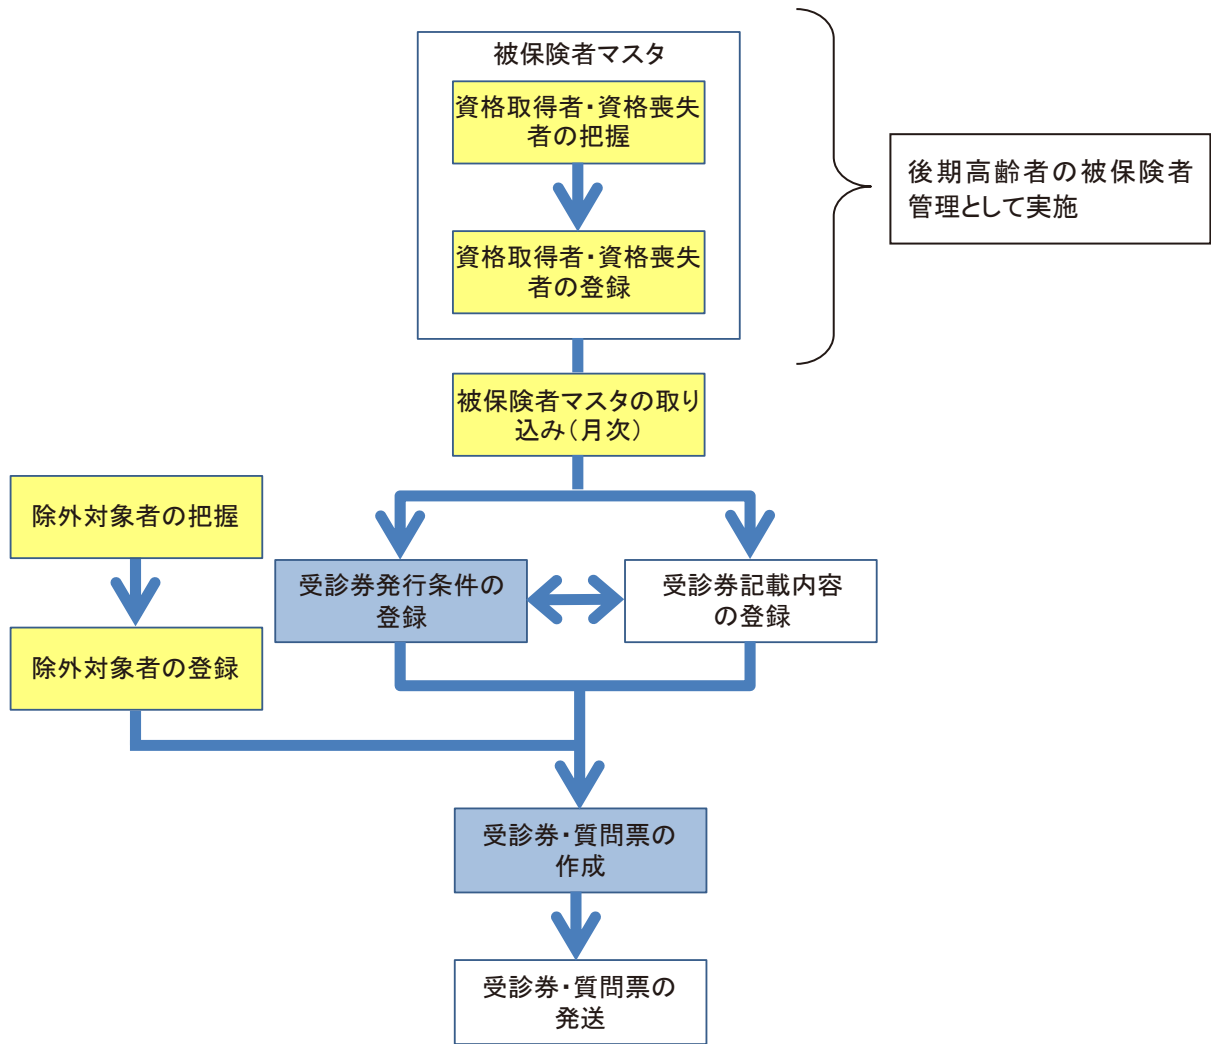 被保険者マスタ
資格取得者・資格喪失
者の把握
資格取得者・資格喪失
者の登録
後期高齢者の被保険者
管理として実施
被保険者マスタの取り
込み（月次）
除外対象者の把握
除外対象者の登録
受診券発行条件の
登録
受診券記載内容
の登録
受診券・質問票の
作成
受診券・質問票の
発送